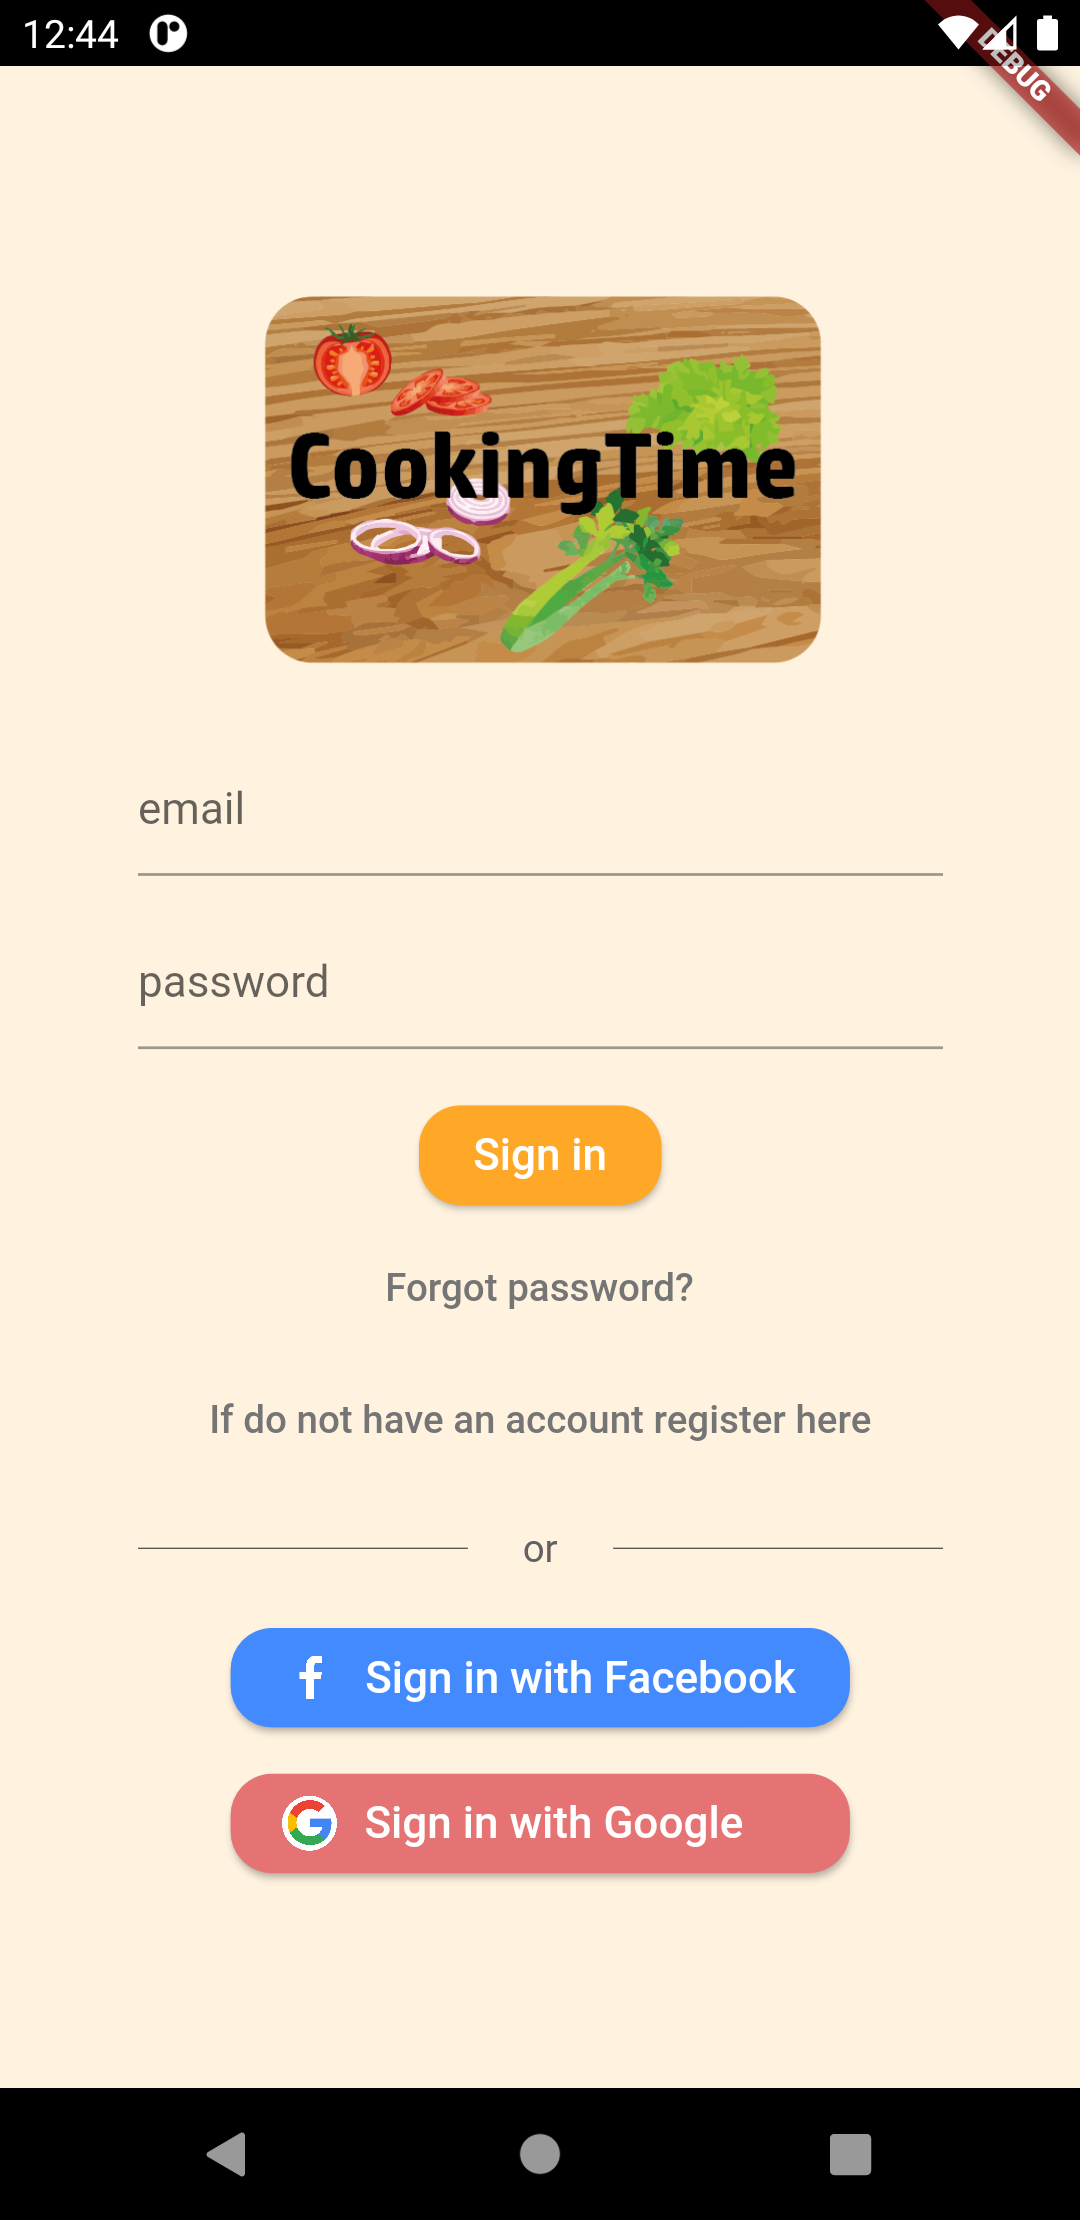 12:44
DEBUG
CookingTime
email
password
Sign in
Forgot password?
If do not have an account register here
or
Sign in with Facebook
Sign in with Google